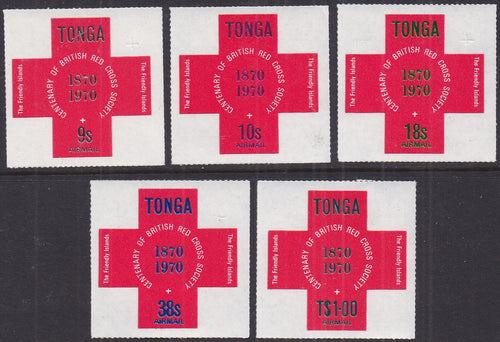 TONGA
The Friendly Islands
CENTENARY OF BRITISH RED CROSS SOCIETY
1870
1970
The Friendly Islands
9s
AIRMAIL
TONGA
The Friendly Islands
CENTENARY OF BRITISH RED CROSS SOCIETY
1870
1970
The Friendly Islands
10s
AIRMAIL
TONGA
The Friendly Islands
CENTENARY OF BRITISH RED CROSS SOCIETY
1870
1970
The Friendly Islands
18s
AIRMAIL
TONGA
The Friendly Islands
CENTENARY OF BRITISH RED CROSS SOCIETY
1870
1970
The Friendly Islands
38s
AIRMAIL
TONGA
The Friendly Islands
CENTENARY OF BRITISH RED CROSS SOCIETY
1870
1970
The Friendly Islands
T$1·00
AIRMAIL